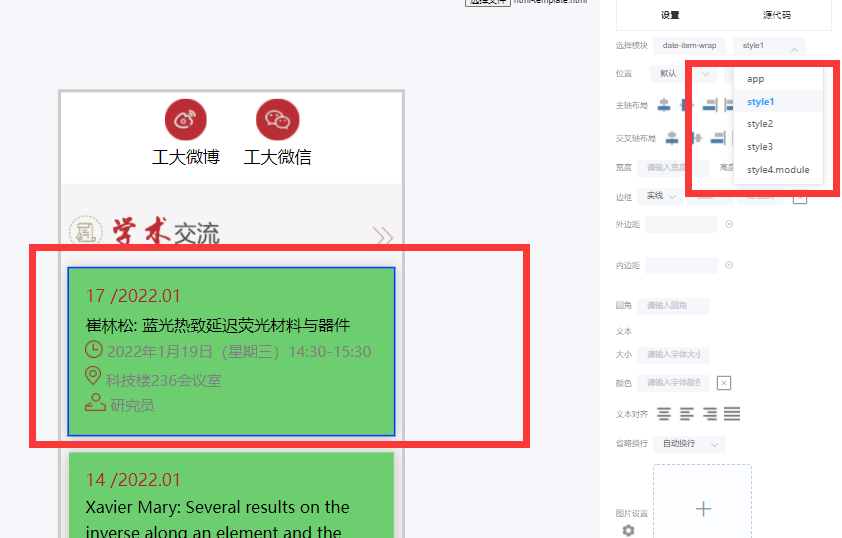 选择文件 html-template.html
设置 源代码
选择模块 date-item-wrap style1
位置 默认
app
主轴布局
style1
style2
交叉轴布局
style3
宽度 请输入宽度 高度
style4.module
边框 实线
外边距
内边距
圆角 请输入圆角
文本
大小 请输入字体大小
颜色 请输入字体颜色
文本对齐
省略换行 自动换行
图片设置
工大微博 工大微信
学术交流
17 /2022.01
崔林松: 蓝光热致延迟荧光材料与器件
2022年1月19日（星期三）14:30-15:30
科技楼236会议室
研究员
14 /2022.01
Xavier Mary: Several results on the
inverse along an element and the